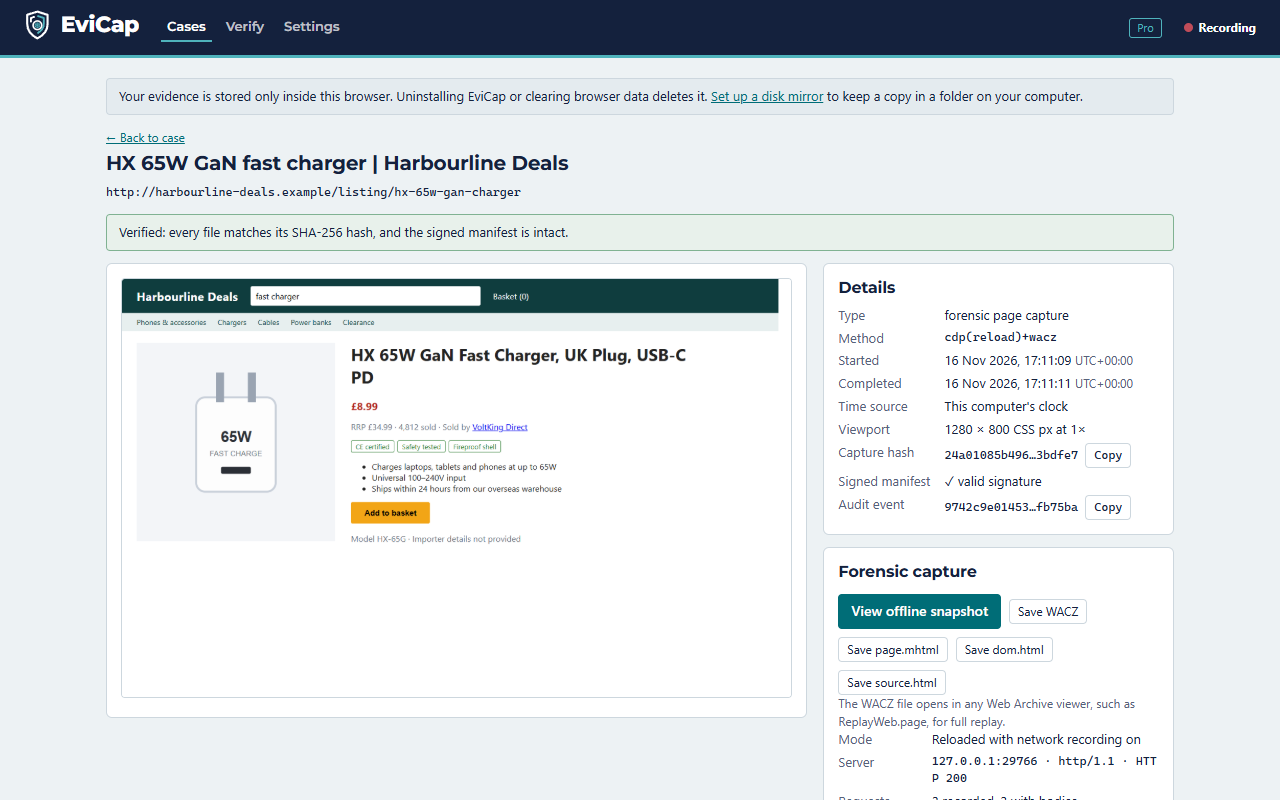 EviCap
Cases
Verify
Settings
Pro
Recording
Your evidence is stored only inside this browser. Uninstalling EviCap or clearing browser data deletes it. Set up a disk mirror to keep a copy in a folder on your computer.
← Back to case
HX 65W GaN fast charger | Harbourline Deals
http://harbourline-deals.example/listing/hx-65w-gan-charger
Verified: every file matches its SHA-256 hash, and the signed manifest is intact.
Harbourline Deals
fast charger
Basket (0)
Phones & accessories
Chargers
Cables
Power banks
Clearance
65W
FAST CHARGE
HX 65W GaN Fast Charger, UK Plug, USB-C
PD
£8.99
RRP £34.99 · 4,812 sold · Sold by VoltKing Direct
CE certified
Safety tested
Fireproof shell
• Charges laptops, tablets and phones at up to 65W
• Universal 100–240V input
• Ships within 24 hours from our overseas warehouse
Add to basket
Model HX-65G · Importer details not provided
Details
Type forensic page capture
Method cdp(reload)+wacz
Started 16 Nov 2026, 17:11:09 UTC+00:00
Completed 16 Nov 2026, 17:11:11 UTC+00:00
Time source This computer's clock
Viewport 1280 × 800 CSS px at 1×
Capture hash 24a01085b496…3bdfe7 Copy
Signed manifest ✓ valid signature
Audit event 9742c9e01453…fb75ba Copy
Forensic capture
View offline snapshot
Save WACZ
Save page.mhtml
Save dom.html
Save source.html
The WACZ file opens in any Web Archive viewer, such as
ReplayWeb.page, for full replay.
Mode Reloaded with network recording on
Server 127.0.0.1:29766 · http/1.1 · HTT
P 200